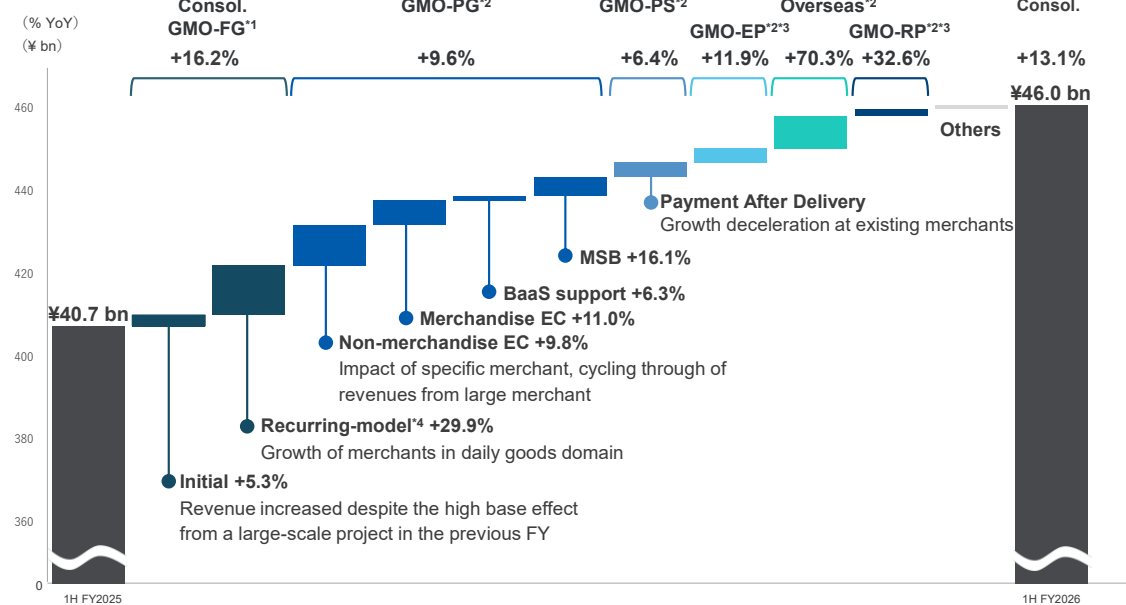 （% YoY）
（¥ bn）
Consol.
GMO-FG*1
+16.2%
GMO-PG*2
+9.6%
GMO-PS*2
+6.4%
GMO-EP*2*3
+11.9%
Overseas*2
+70.3%
GMO-RP*2*3
+32.6%
Consol.
+13.1%
¥46.0 bn
460
440
420
400
380
360
0
¥40.7 bn
Others
Payment After Delivery
Growth deceleration at existing merchants
MSB +16.1%
BaaS support +6.3%
Merchandise EC +11.0%
Non-merchandise EC +9.8%
Impact of specific merchant, cycling through of
revenues from large merchant
Recurring-model*4 +29.9%
Growth of merchants in daily goods domain
Initial +5.3%
Revenue increased despite the high base effect
from a large-scale project in the previous FY
1H FY2025
1H FY2026